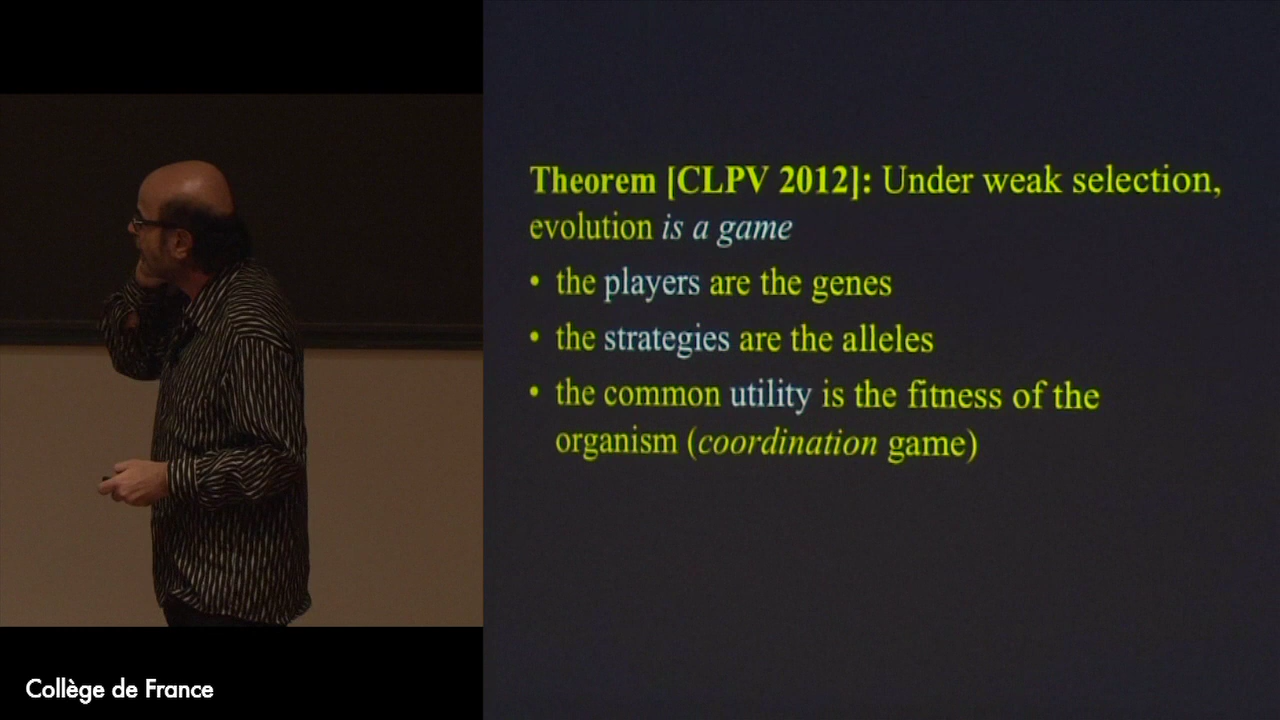 Theorem [CLPV 2012]: Under weak selection,
evolution is a game
• the players are the genes
• the strategies are the alleles
• the common utility is the fitness of the
organism (coordination game)
Collège de France